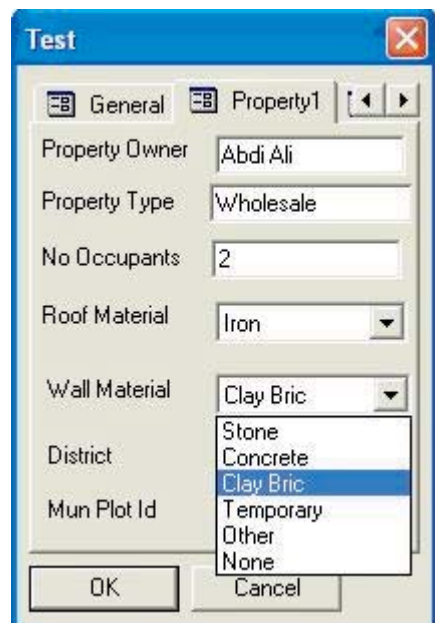 Test
General Property1
Property Owner Abdi Ali
Property Type Wholesale
No Occupants 2
Roof Material Iron
Wall Material Clay Bric
Stone
District Concrete
Clay Bric
Mun Plot Id Temporary
Other
None
OK Cancel